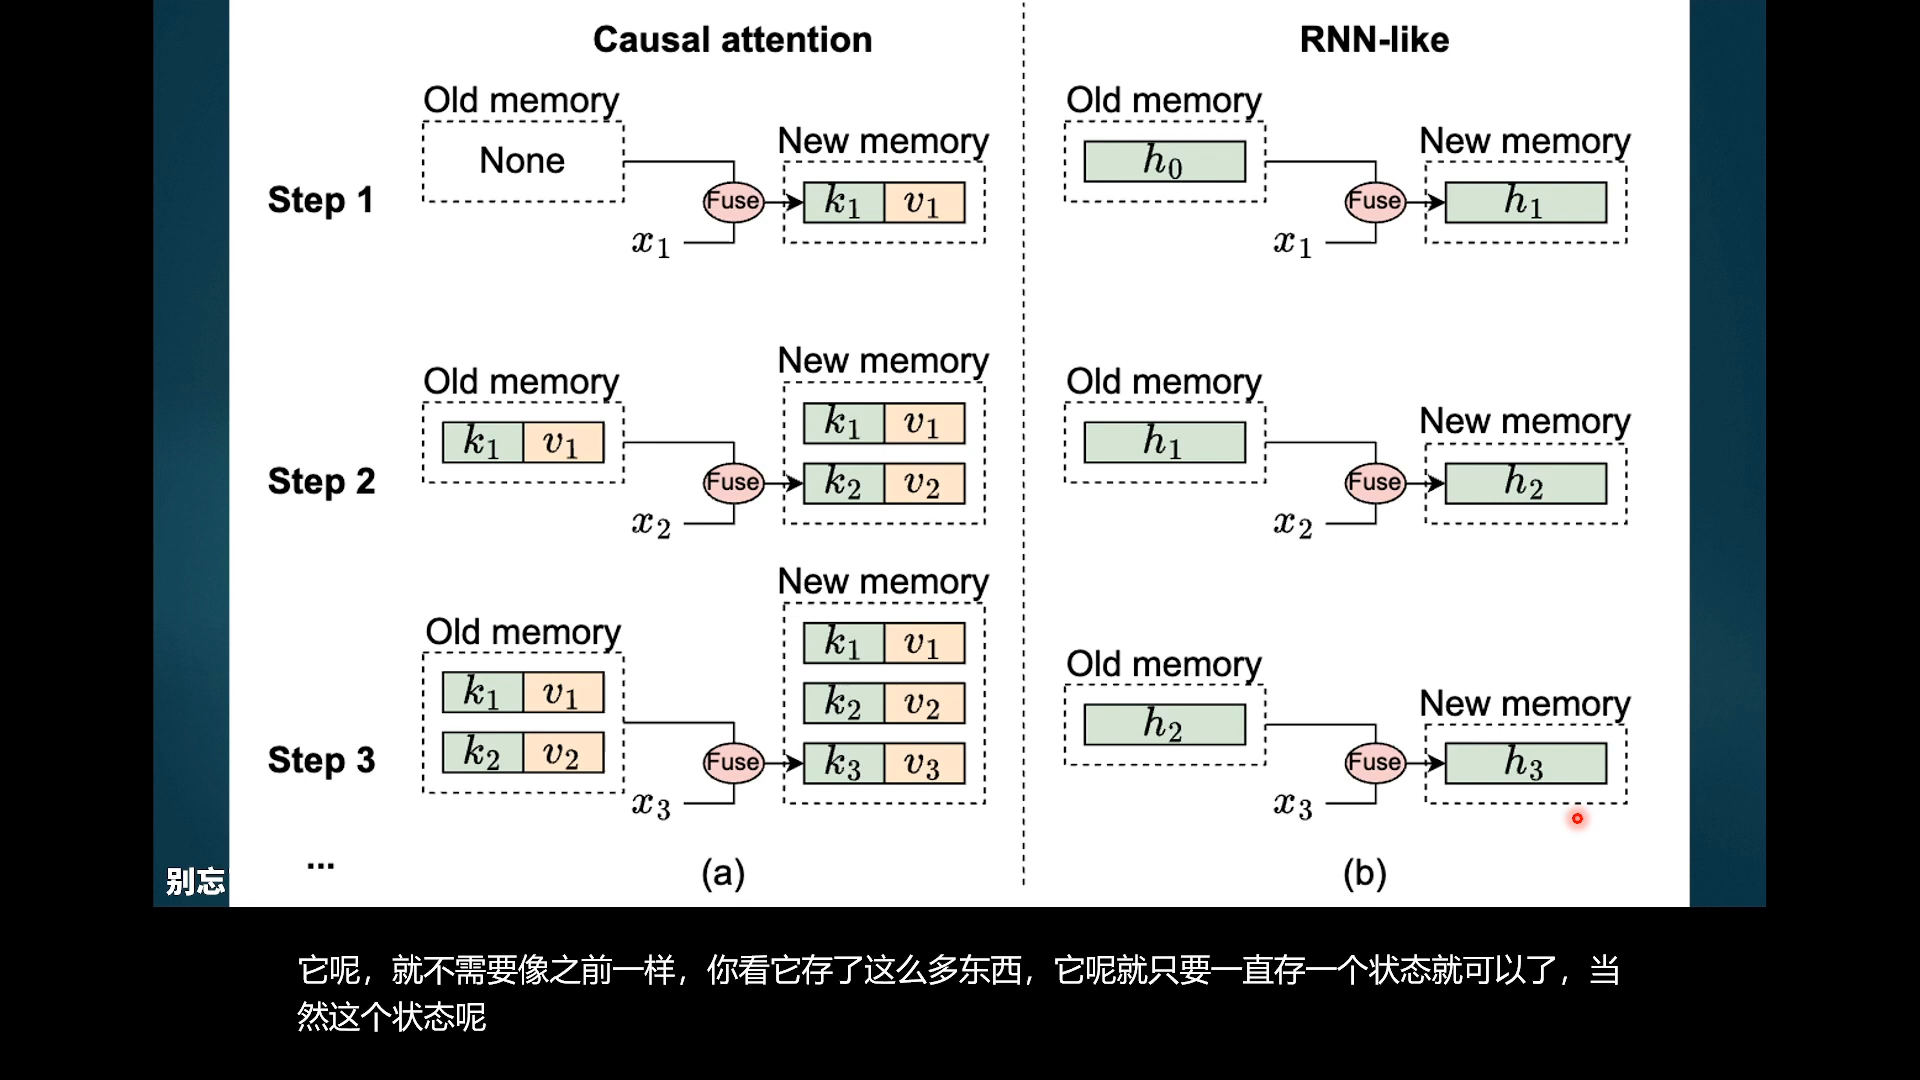 Causal attention
Old memory
None
New memory
Step 1
Fuse
k1 v1
x1
Old memory
k1 v1
New memory
k1 v1
Step 2
Fuse
k2 v2
x2
Old memory
k1 v1
k2 v2
New memory
k1 v1
k2 v2
Step 3
Fuse
k3 v3
x3
...
(a)
RNN-like
Old memory
h0
New memory
Fuse
h1
x1
Old memory
h1
New memory
Fuse
h2
x2
Old memory
h2
New memory
Fuse
h3
x3
(b)
别忘
它呢，就不需要像之前一样，你看它存了这么多东西，它呢就只要一直存一个状态就可以了，当
然这个状态呢